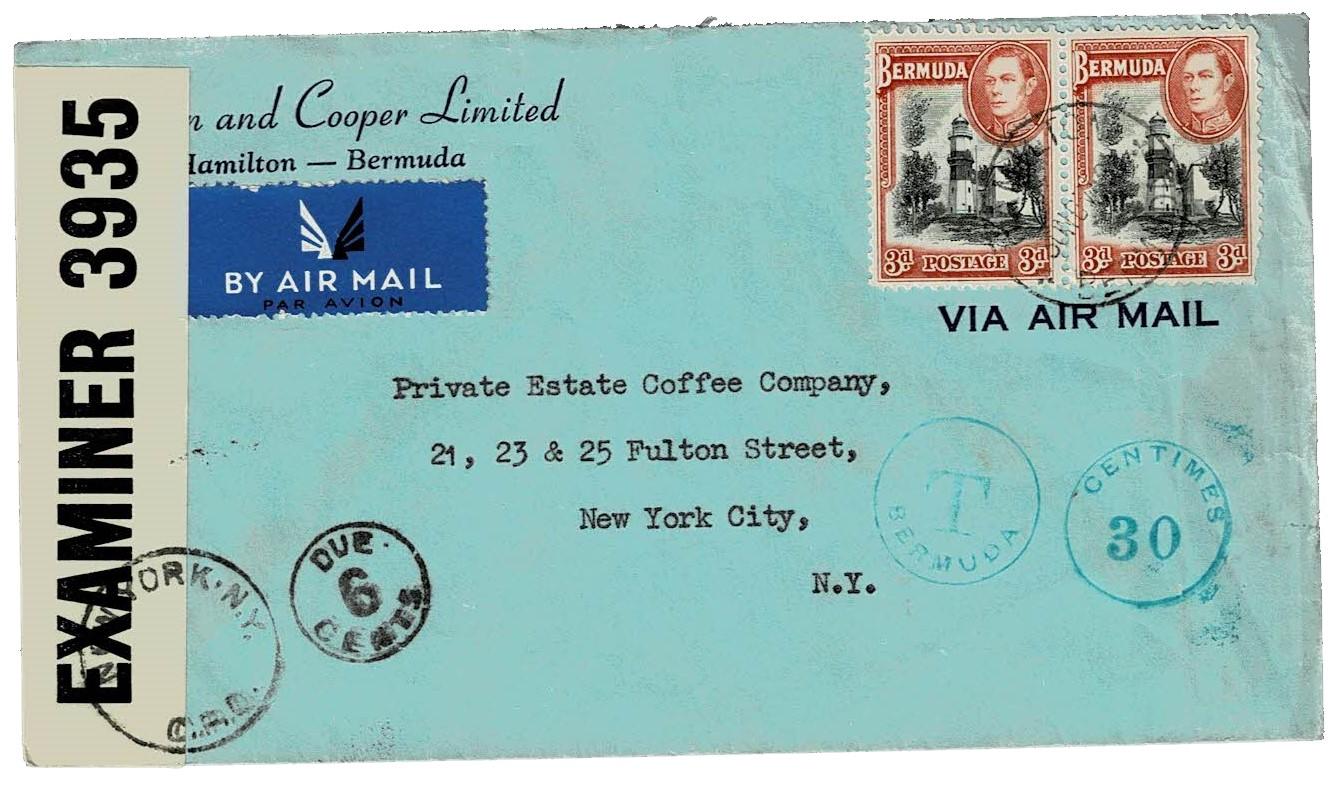 EXAMINER 3935
n and Cooper Limited
Hamilton — Bermuda
BY AIR MAIL
PAR AVION
BERMUDA
3d POSTAGE 3d
BERMUDA
3d POSTAGE 3d
VIA AIR MAIL
Private Estate Coffee Company,
21, 23 & 25 Fulton Street,
New York City,
N.Y.
T
BERMUDA
CENTIMES
30
DUE
6
CENTS
NEW YORK, N.Y.